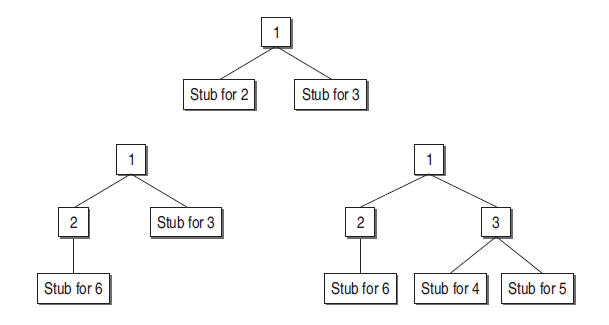 1
Stub for 2
Stub for 3
1
1
2
Stub for 3
2
3
Stub for 6
Stub for 6
Stub for 4
Stub for 5